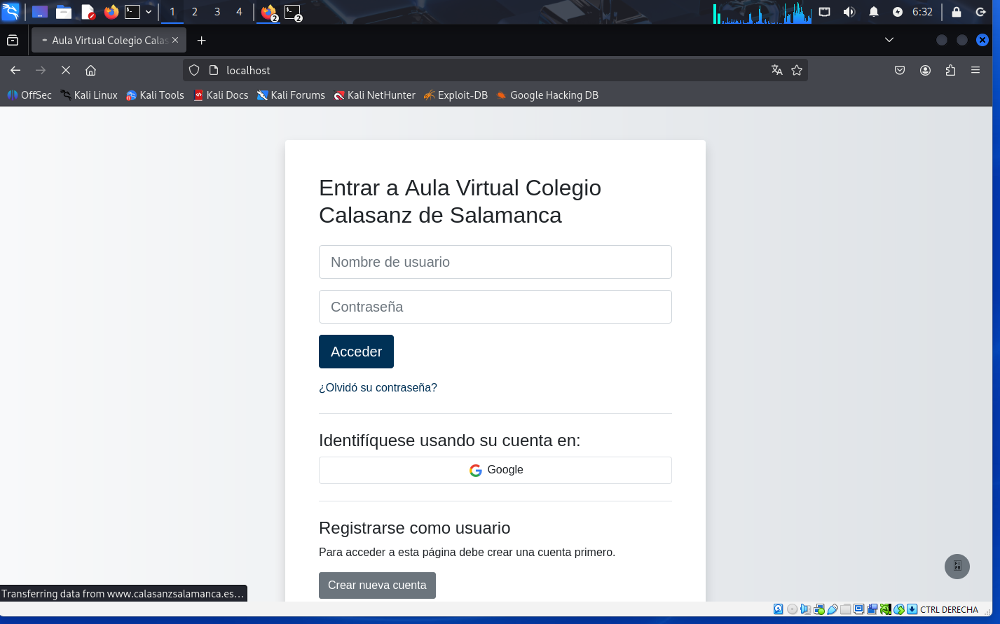 1 2 3 4 2 2 6:32
Aula Virtual Colegio Calas
localhost
OffSec Kali Linux Kali Tools Kali Docs Kali Forums Kali NetHunter Exploit-DB Google Hacking DB
Entrar a Aula Virtual Colegio
Calasanz de Salamanca
Nombre de usuario
Contraseña
Acceder
¿Olvidó su contraseña?
Identifíquese usando su cuenta en:
Google
Registrarse como usuario
Para acceder a esta página debe crear una cuenta primero.
Crear nueva cuenta
Transferring data from www.calasanzsalamanca.es…
CTRL DERECHA